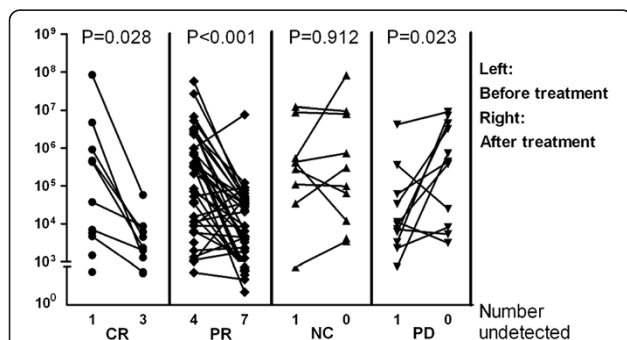 10⁹
10⁸
10⁷
10⁶
10⁵
10⁴
10³
10⁰
P=0.028
P<0.001
P=0.912
P=0.023
Left:
Before treatment
Right:
After treatment
1 3 4 7 1 0 1 0
CR PR NC PD
Number
undetected